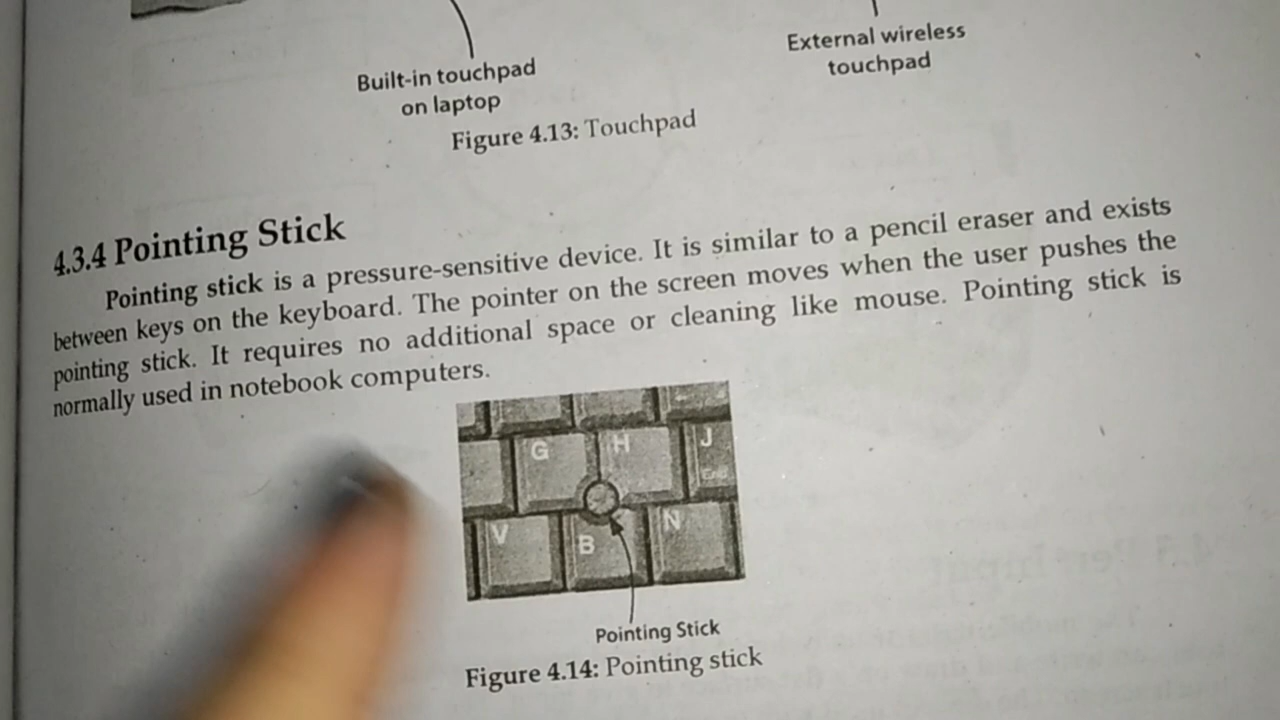 Built-in touchpad
on laptop
External wireless
touchpad
Figure 4.13: Touchpad
4.3.4 Pointing Stick
Pointing stick is a pressure-sensitive device. It is similar to a pencil eraser and exists
between keys on the keyboard. The pointer on the screen moves when the user pushes the
pointing stick. It requires no additional space or cleaning like mouse. Pointing stick is
normally used in notebook computers.
G H J
End
V B N
Pointing Stick
Figure 4.14: Pointing stick